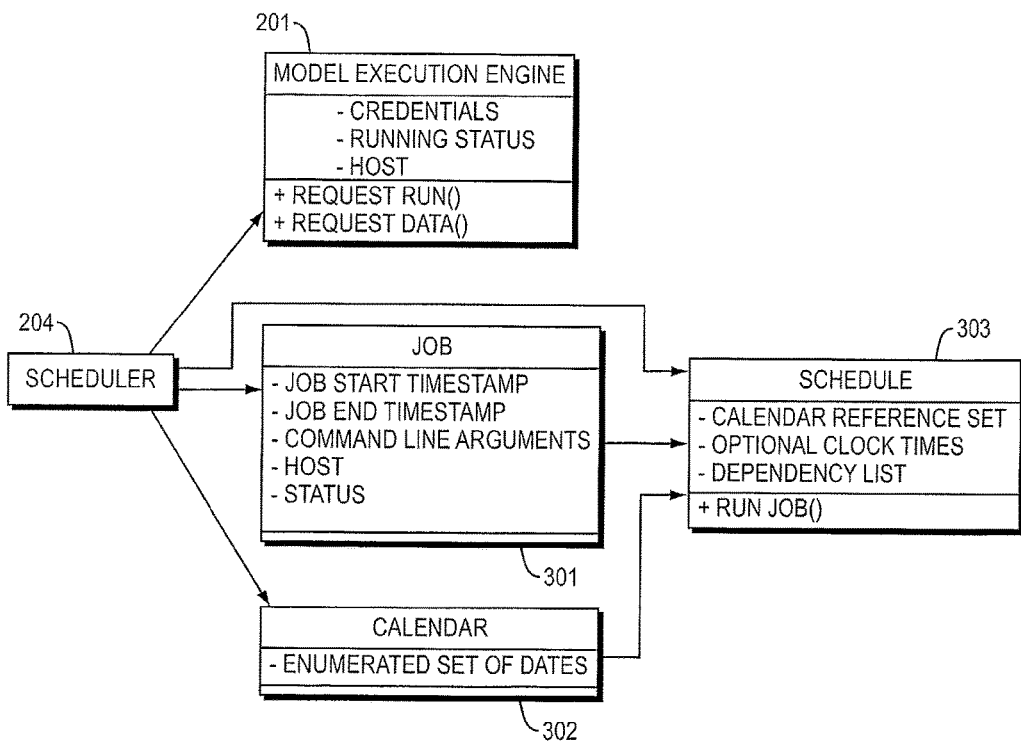 201
MODEL EXECUTION ENGINE
- CREDENTIALS
- RUNNING STATUS
- HOST
+ REQUEST RUN()
+ REQUEST DATA()
204
SCHEDULER
JOB
- JOB START TIMESTAMP
- JOB END TIMESTAMP
- COMMAND LINE ARGUMENTS
- HOST
- STATUS
301
303
SCHEDULE
- CALENDAR REFERENCE SET
- OPTIONAL CLOCK TIMES
- DEPENDENCY LIST
+ RUN JOB()
CALENDAR
- ENUMERATED SET OF DATES
302